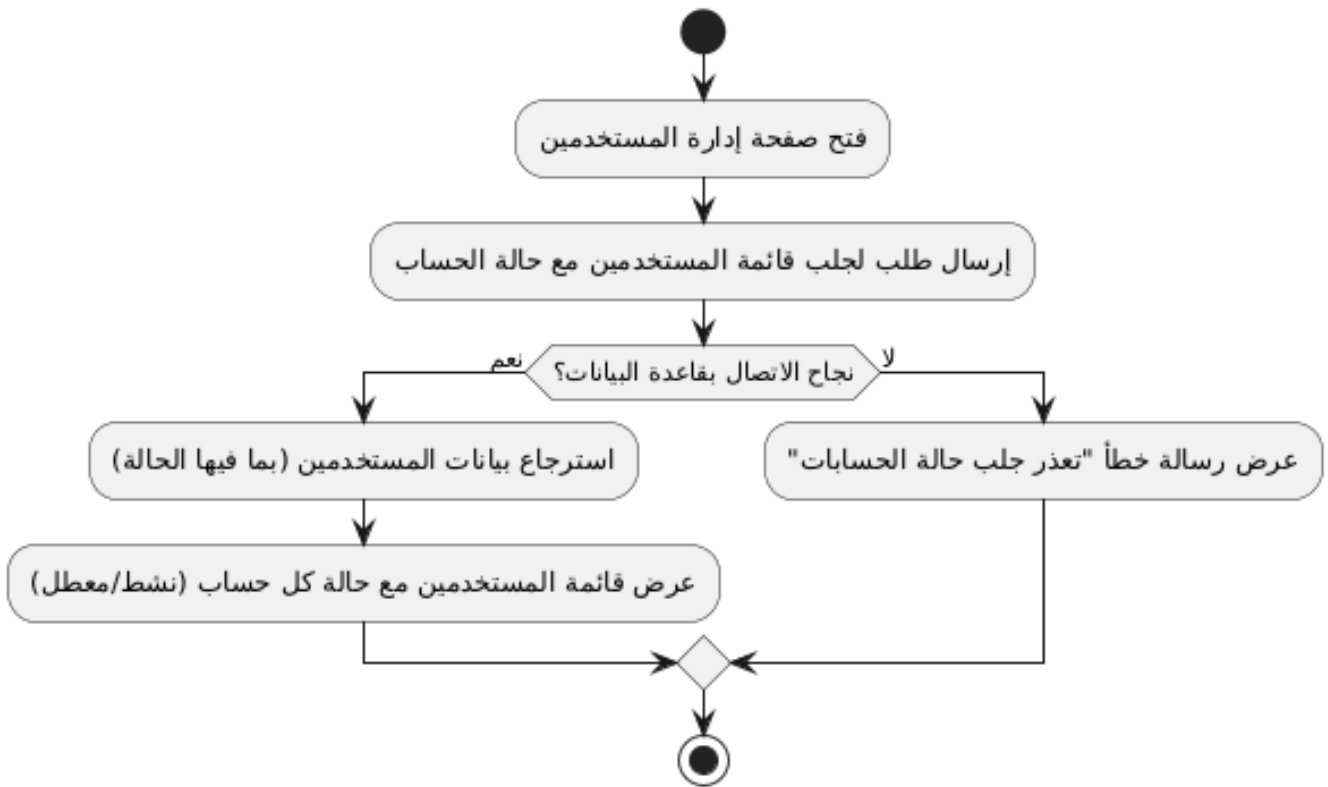 فتح صفحة إدارة المستخدمين
إرسال طلب لجلب قائمة المستخدمين مع حالة الحساب
نجاح الاتصال بقاعدة البيانات؟
نعم
لا
استرجاع بيانات المستخدمين (بما فيها الحالة)
عرض قائمة المستخدمين مع حالة كل حساب (نشط/معطل)
عرض رسالة خطأ "تعذر جلب حالة الحسابات"